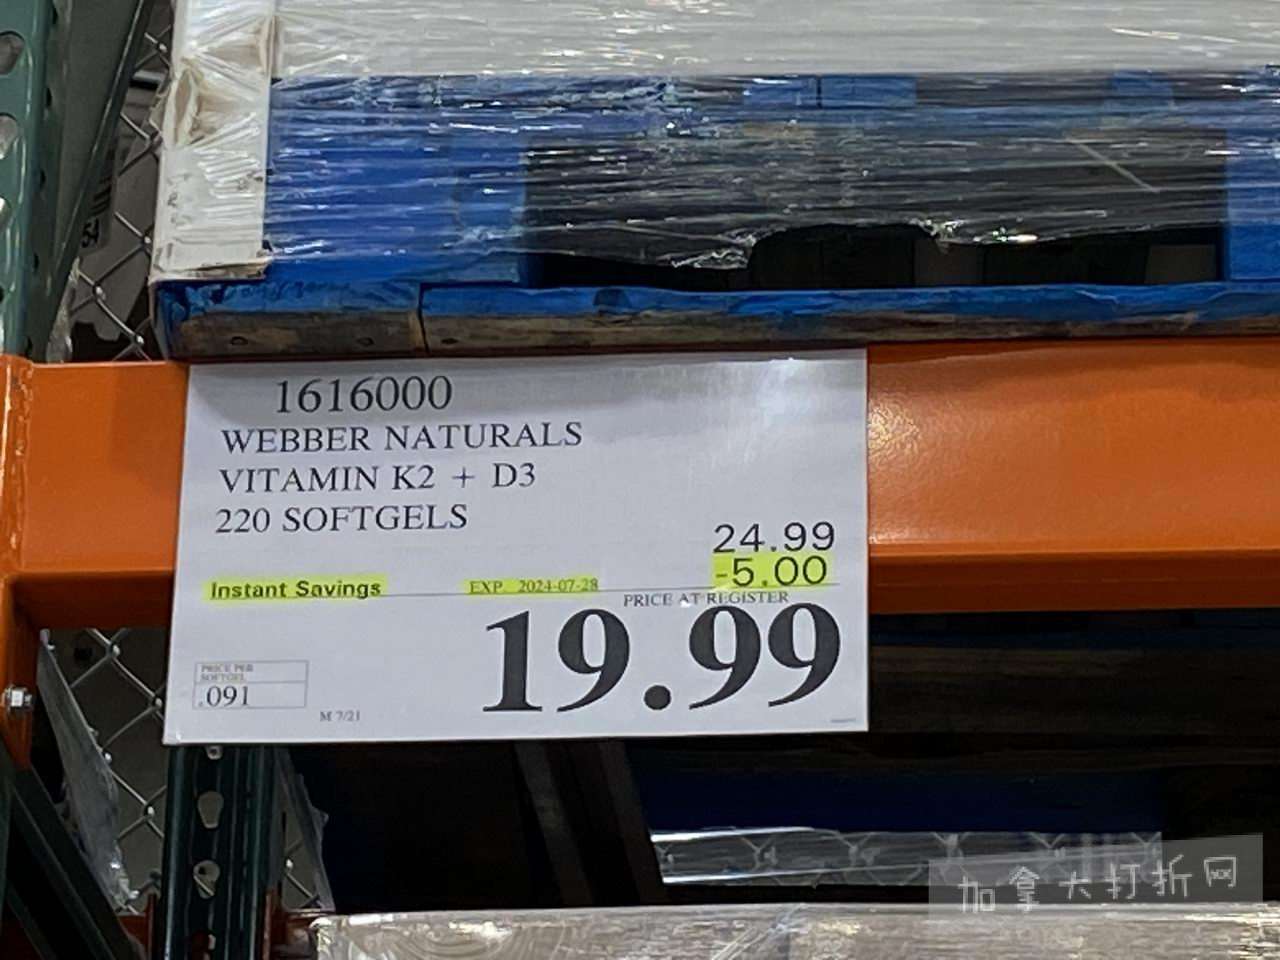 1616000
WEBBER NATURALS
VITAMIN K2 + D3
220 SOFTGELS
24.99
-5.00
Instant Savings EXP. 2024-07-28
PRICE AT REGISTER
19.99
PRICE PER
SOFTGEL
.091
M 7/21
加拿大打折网